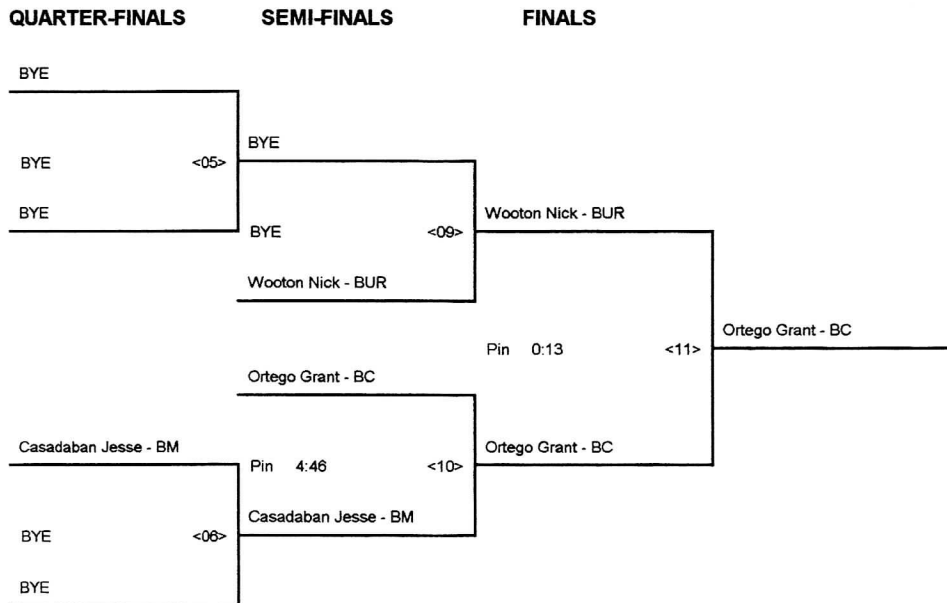 QUARTER-FINALS SEMI-FINALS FINALS
BYE
BYE
BYE <05>
BYE
Wooton Nick - BUR
BYE <09>
Wooton Nick - BUR
Ortego Grant - BC
Pin 0:13 <11>
Ortego Grant - BC
Casadaban Jesse - BM
Ortego Grant - BC
Pin 4:46 <10>
Casadaban Jesse - BM
BYE <06>
BYE